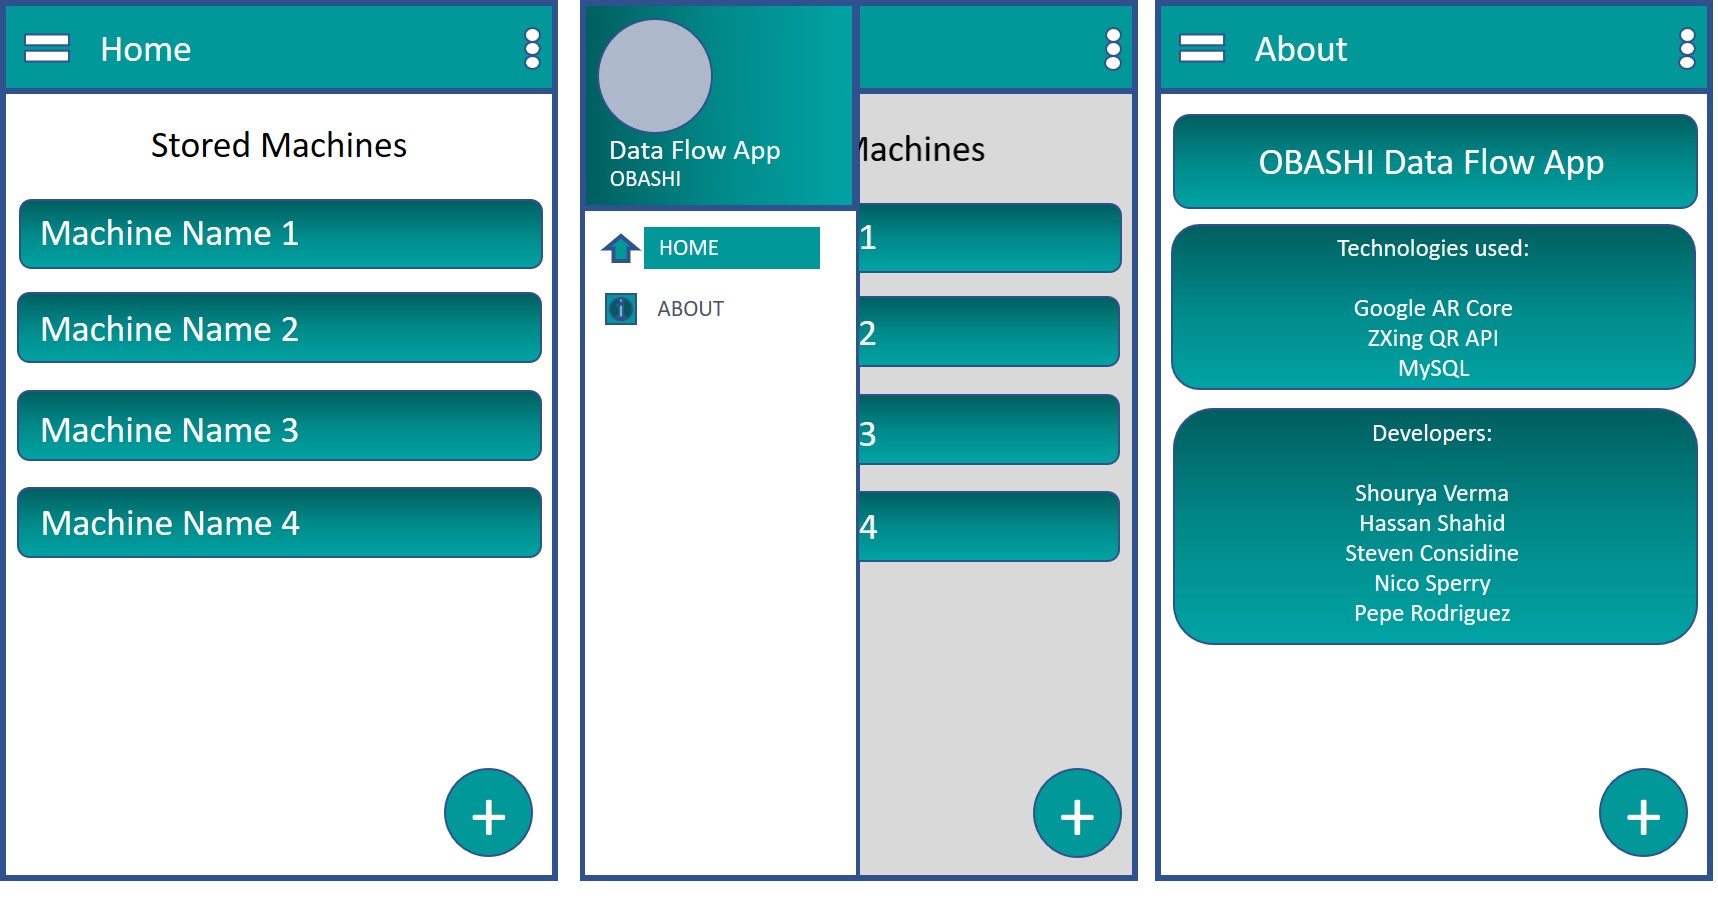 Home
Stored Machines
Machine Name 1
Machine Name 2
Machine Name 3
Machine Name 4
+
Data Flow App
OBASHI
HOME
ABOUT
Machines
1
2
3
4
+
About
OBASHI Data Flow App
Technologies used:
Google AR Core
ZXing QR API
MySQL
Developers:
Shourya Verma
Hassan Shahid
Steven Considine
Nico Sperry
Pepe Rodriguez
+